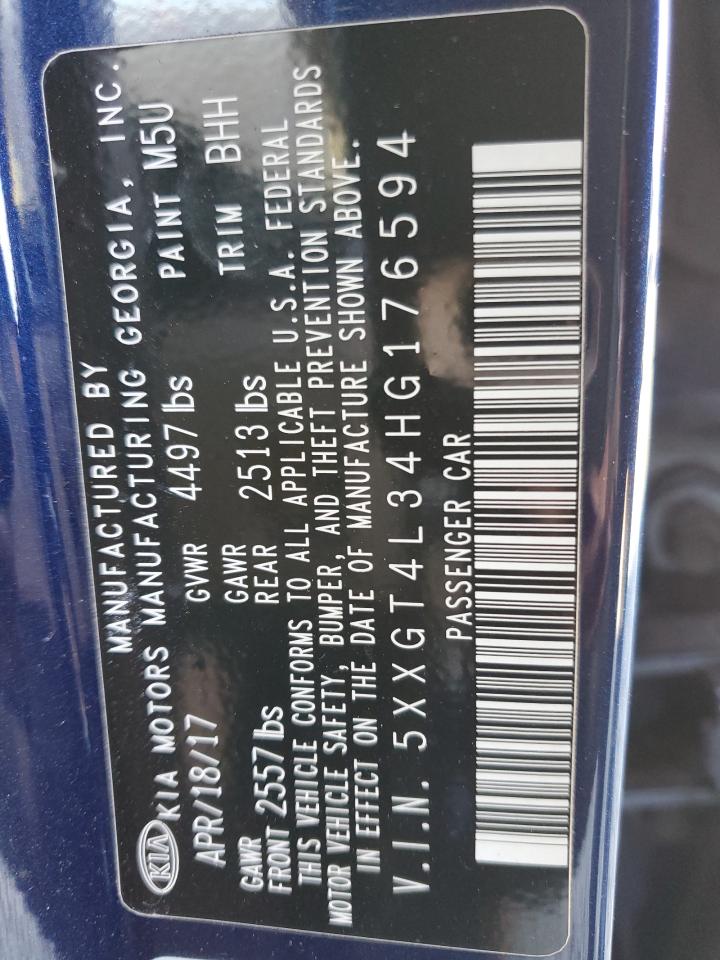 MANUFACTURED BY
KIA KIA MOTORS MANUFACTURING GEORGIA, INC.
APR/18/17 GVWR 4497 lbs PAINT M5U
GAWR FRONT 2557 lbs GAWR REAR 2513 lbs TRIM BHH
THIS VEHICLE CONFORMS TO ALL APPLICABLE U.S.A. FEDERAL
MOTOR VEHICLE SAFETY, BUMPER, AND THEFT PREVENTION STANDARDS
IN EFFECT ON THE DATE OF MANUFACTURE SHOWN ABOVE.
V.I.N. 5XXGT4L34HG176594
PASSENGER CAR